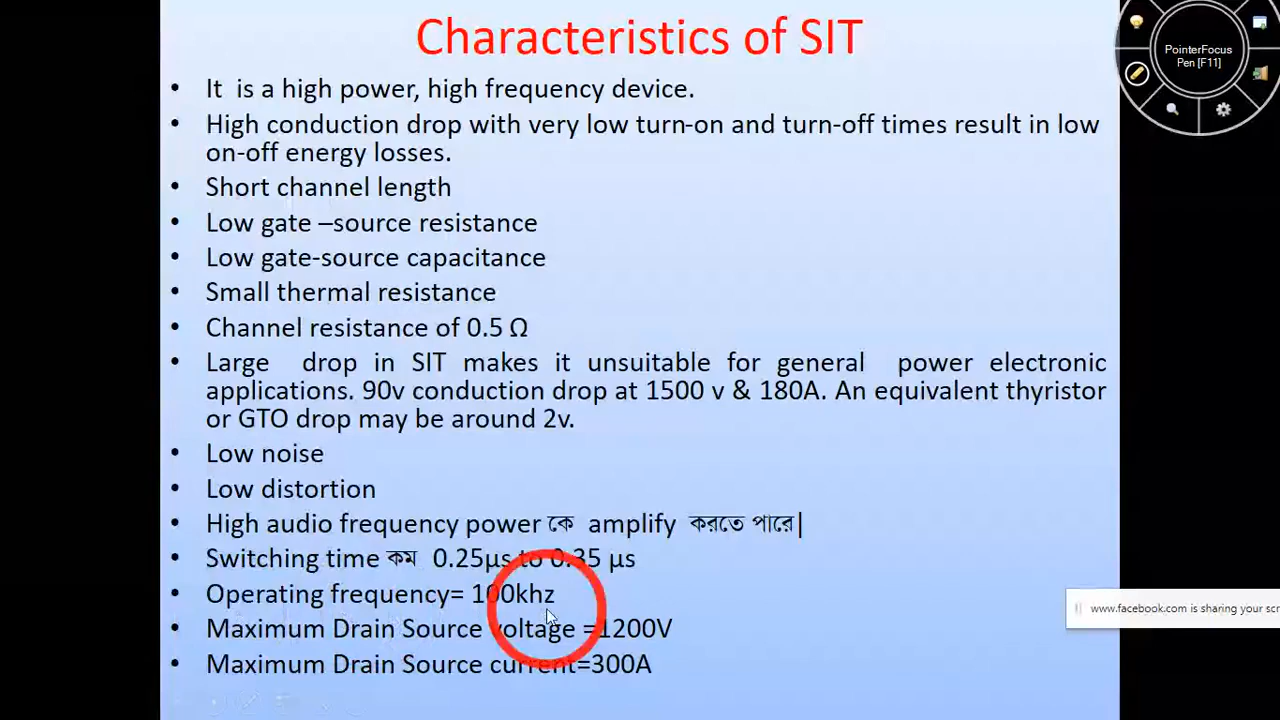 Characteristics of SIT
PointerFocus
Pen [F11]
• It is a high power, high frequency device.
• High conduction drop with very low turn-on and turn-off times result in low
on-off energy losses.
• Short channel length
• Low gate –source resistance
• Low gate-source capacitance
• Small thermal resistance
• Channel resistance of 0.5 Ω
• Large drop in SIT makes it unsuitable for general power electronic
applications. 90v conduction drop at 1500 v & 180A. An equivalent thyristor
or GTO drop may be around 2v.
• Low noise
• Low distortion
• High audio frequency power কে amplify করতে পারে|
• Switching time কম 0.25µs to 0.35 µs
• Operating frequency= 100khz
• Maximum Drain Source voltage =1200V
• Maximum Drain Source current=300A
www.facebook.com is sharing your scr